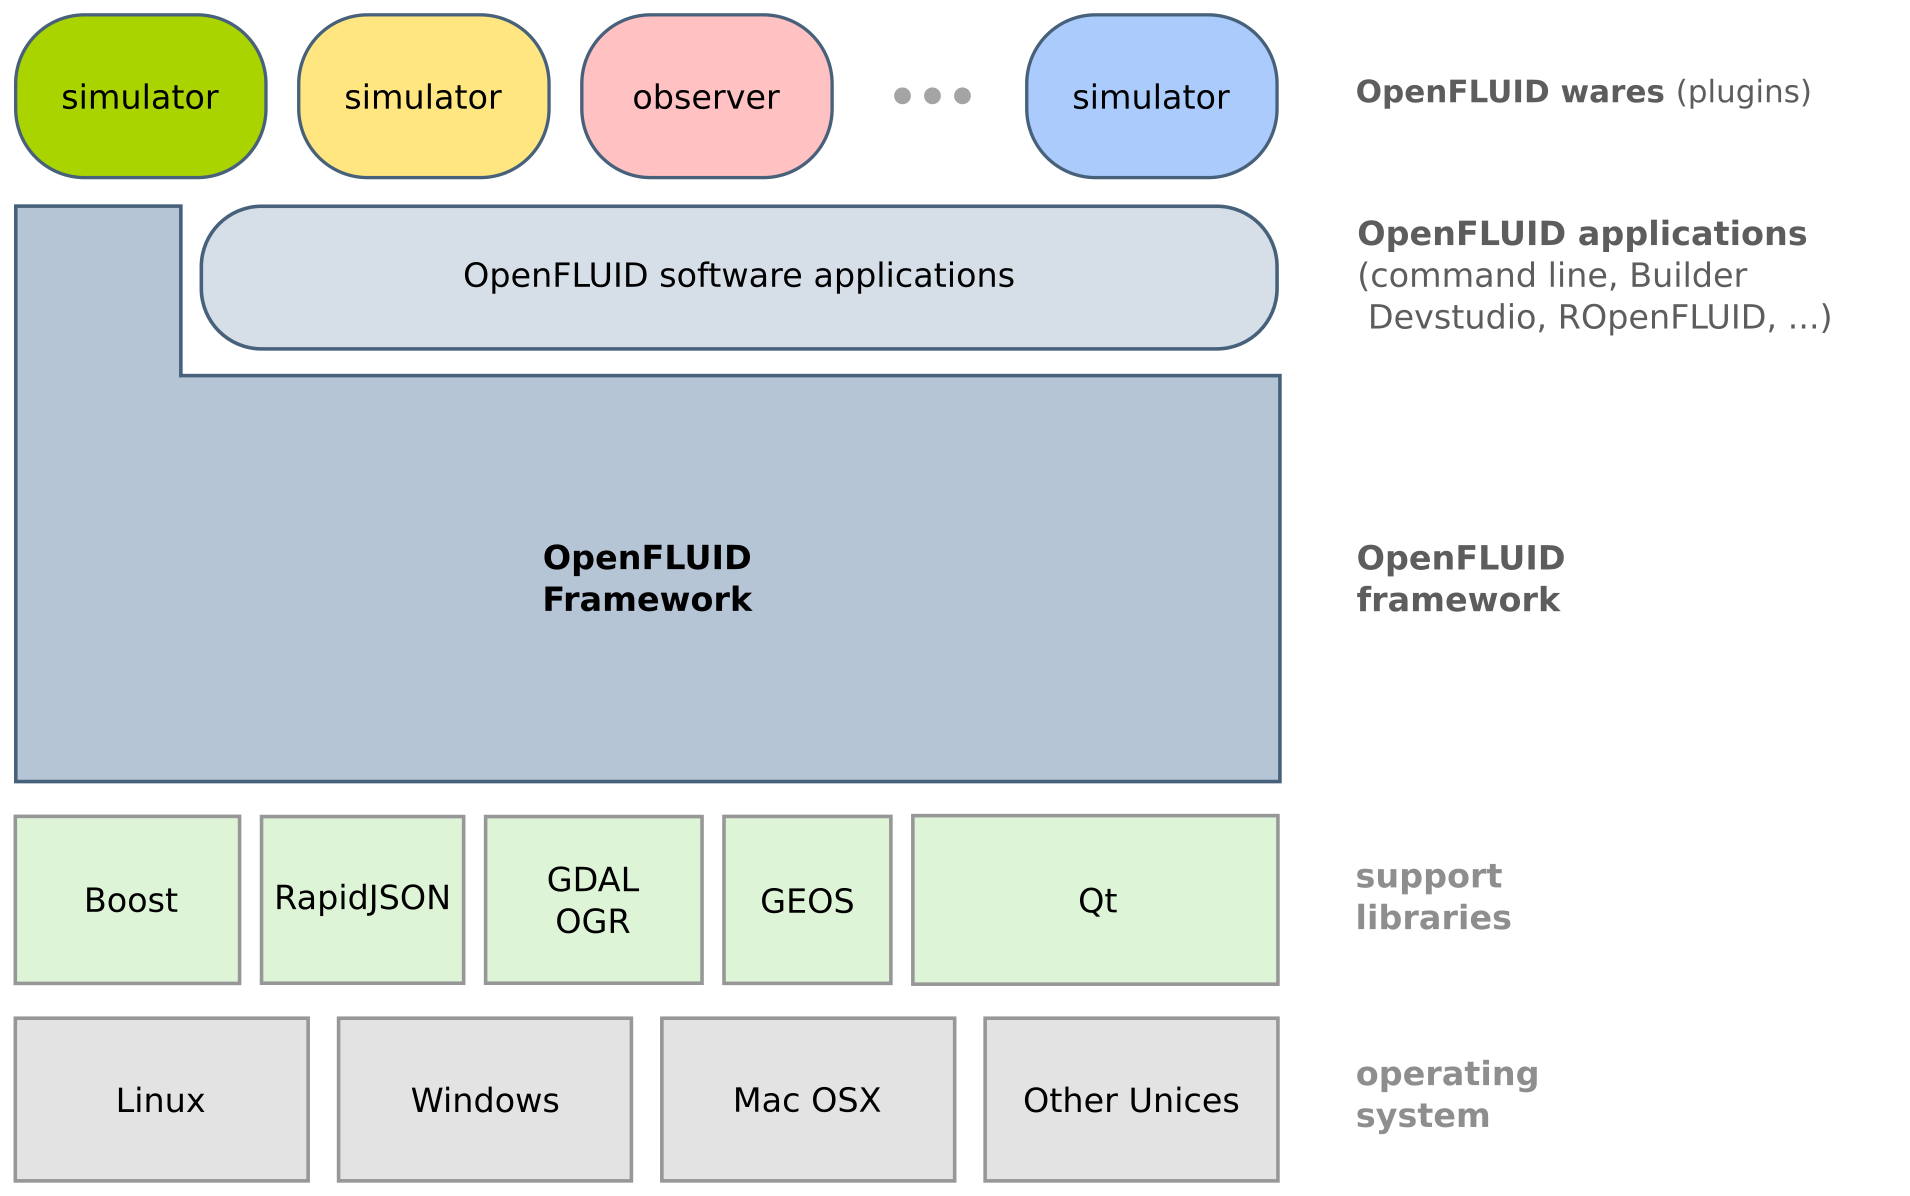 simulator
simulator
observer
simulator
OpenFLUID wares (plugins)
OpenFLUID software applications
OpenFLUID applications
(command line, Builder
Devstudio, ROpenFLUID, ...)
OpenFLUID
Framework
OpenFLUID
framework
Boost
RapidJSON
GDAL
OGR
GEOS
Qt
support
libraries
Linux
Windows
Mac OSX
Other Unices
operating
system